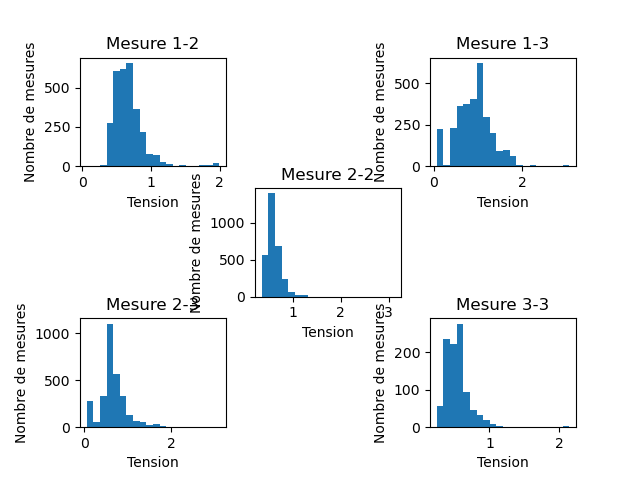 Mesure 1-2
Nombre de mesures
500
250
0
0 1 2
Tension
Mesure 1-3
Nombre de mesures
500
250
0
0 2
Tension
Mesure 2-2
Nombre de mesures
1000
500
0
1 2 3
Tension
Mesure 2-3
Nombre de mesures
1000
500
0
0 2
Tension
Mesure 3-3
Nombre de mesures
200
100
0
1 2
Tension